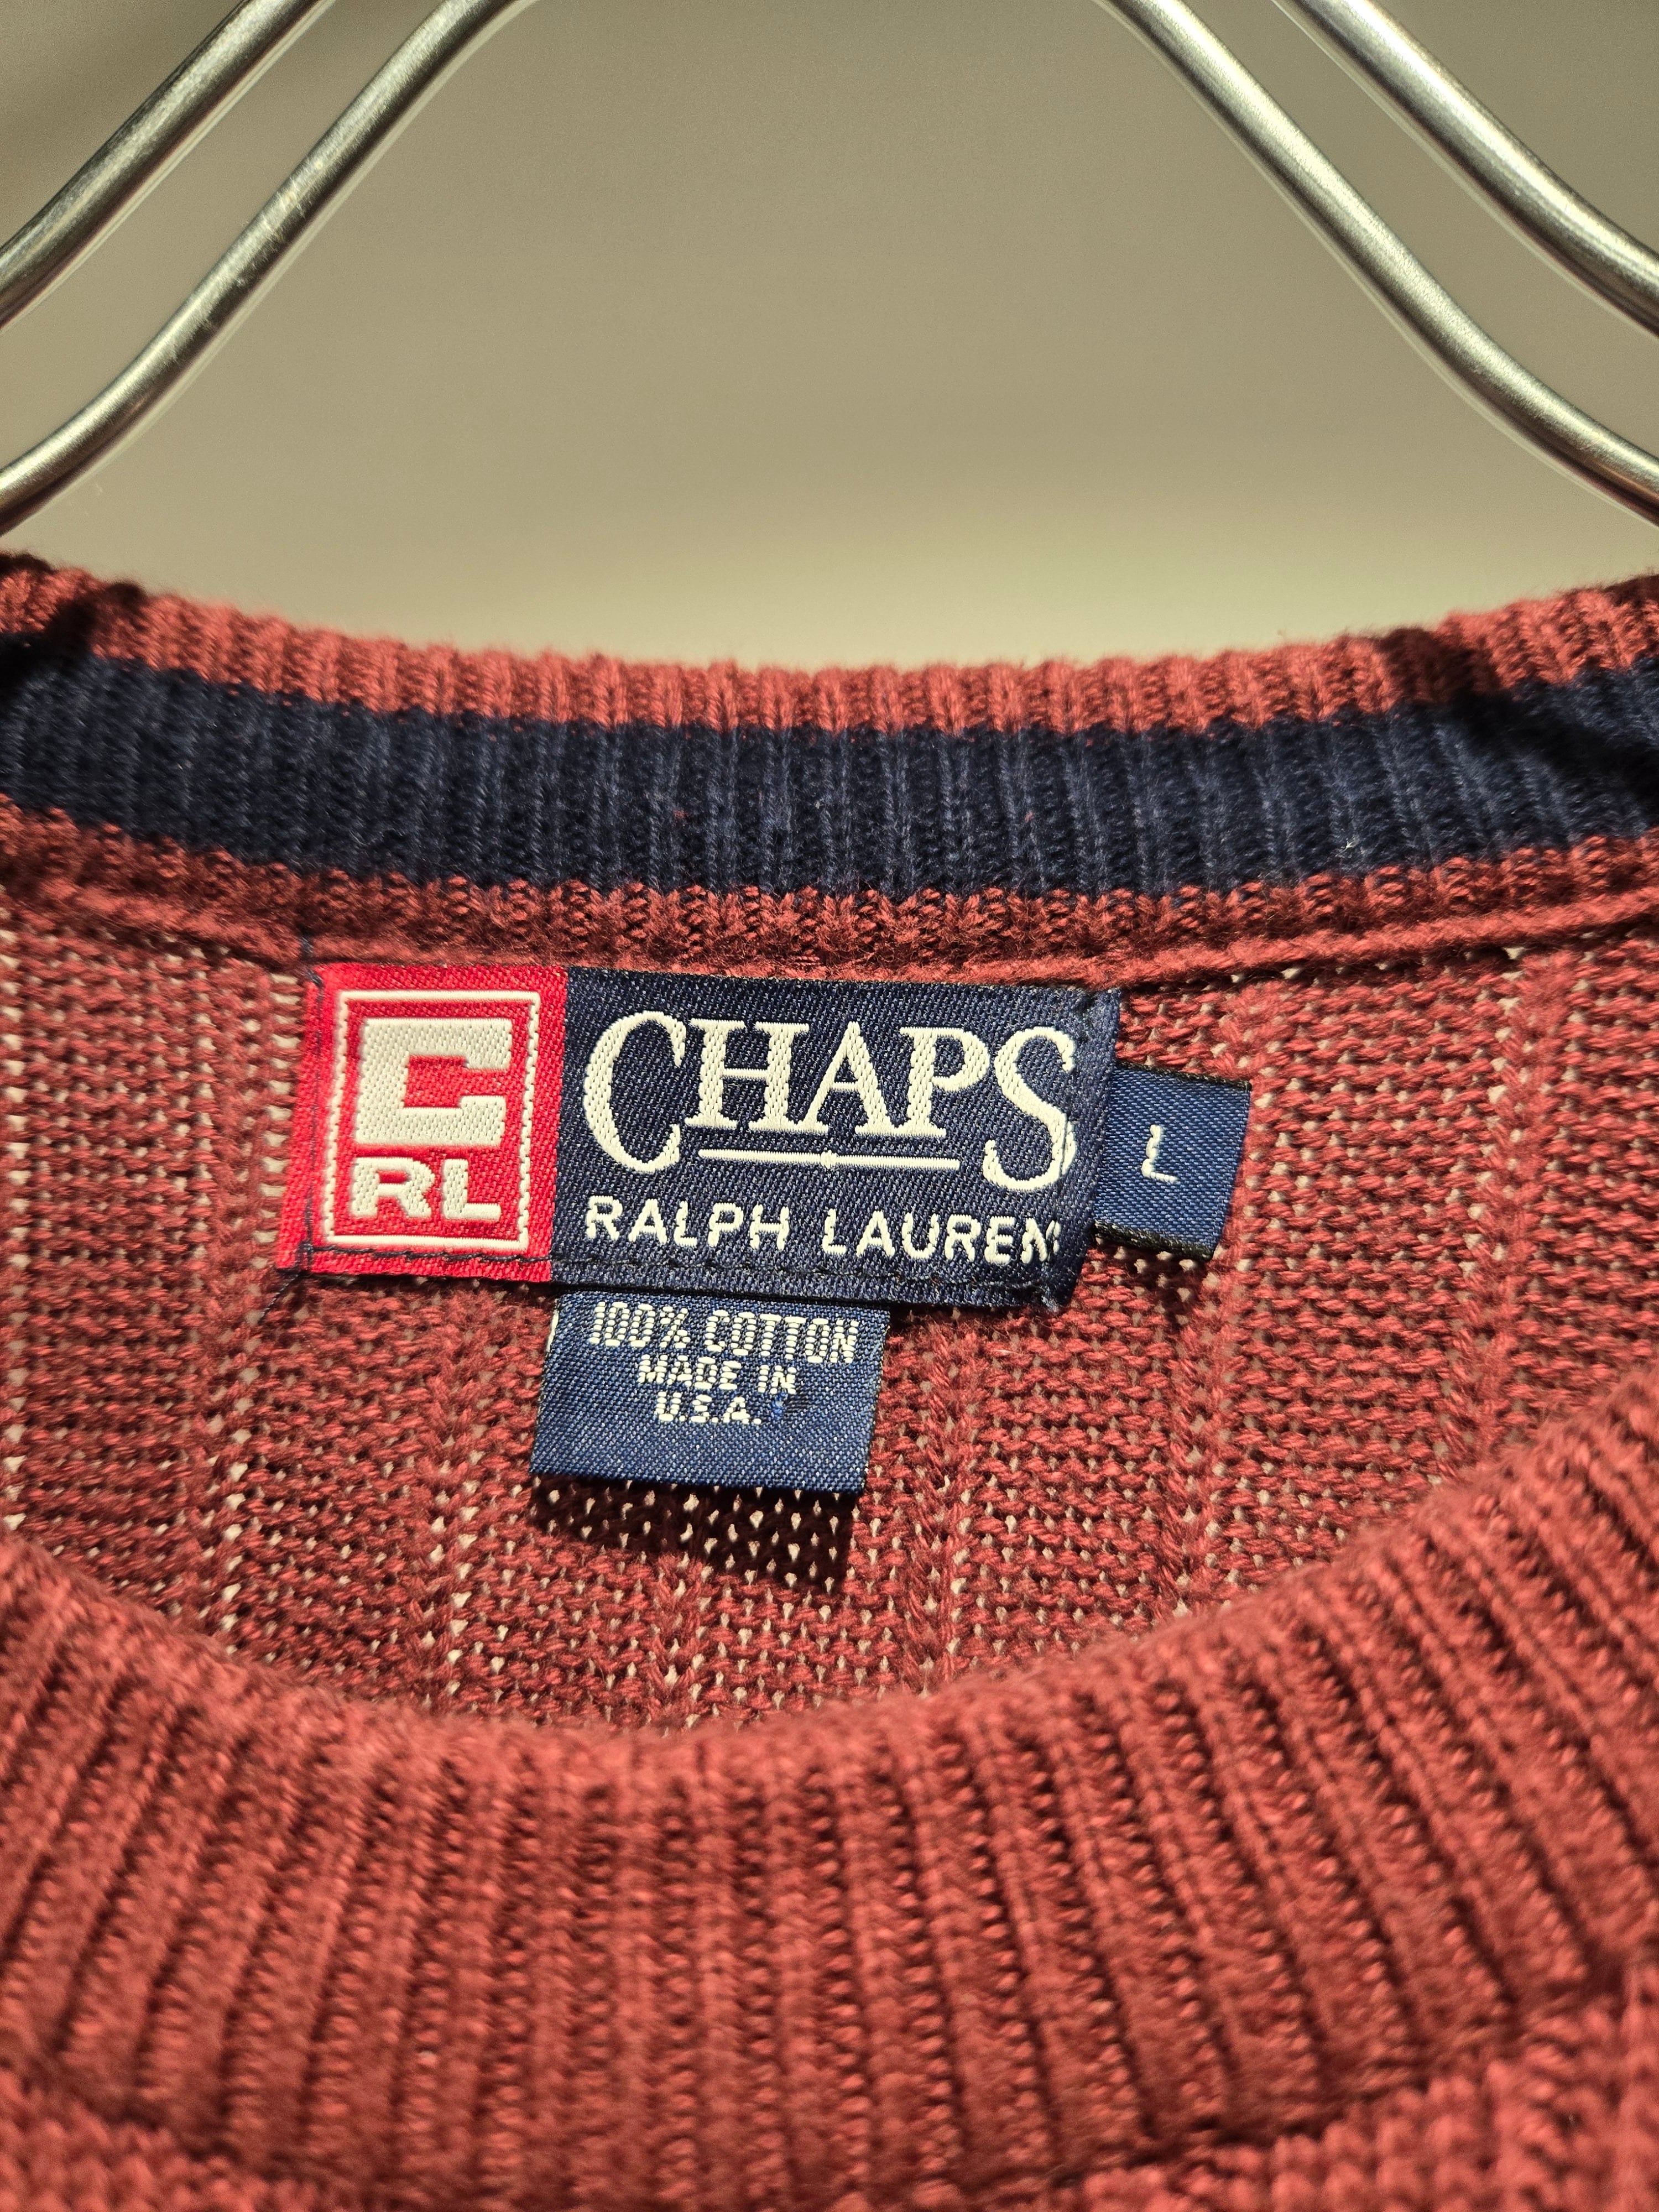 C
RL
CHAPS
RALPH LAUREN
L
100% COTTON
MADE IN
U.S.A.